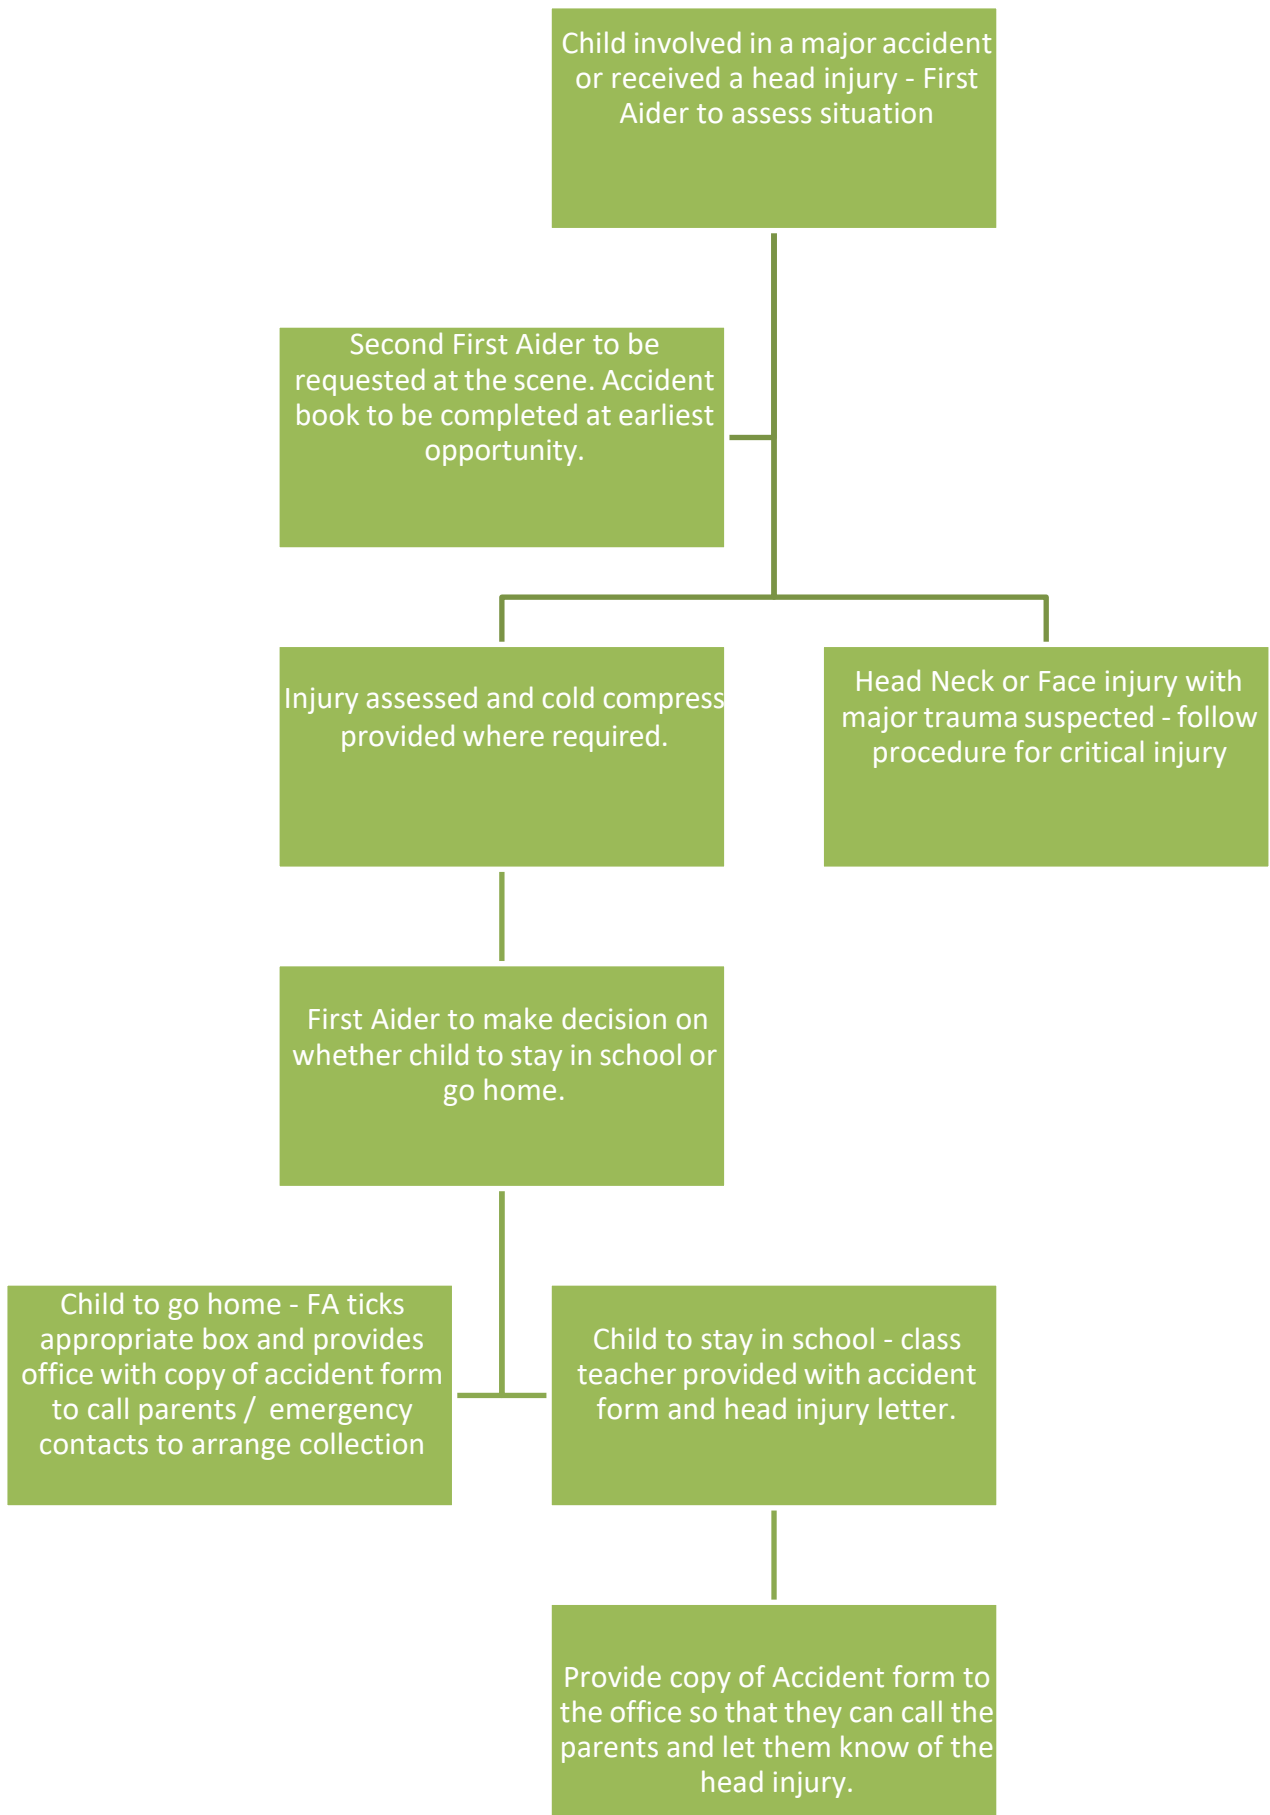 Child involved in a major accident
or received a head injury - First
Aider to assess situation
Second First Aider to be
requested at the scene. Accident
book to be completed at earliest
opportunity.
Injury assessed and cold compress
provided where required.
Head Neck or Face injury with
major trauma suspected - follow
procedure for critical injury
First Aider to make decision on
whether child to stay in school or
go home.
Child to go home - FA ticks
appropriate box and provides
office with copy of accident form
to call parents / emergency
contacts to arrange collection
Child to stay in school - class
teacher provided with accident
form and head injury letter.
Provide copy of Accident form to
the office so that they can call the
parents and let them know of the
head injury.